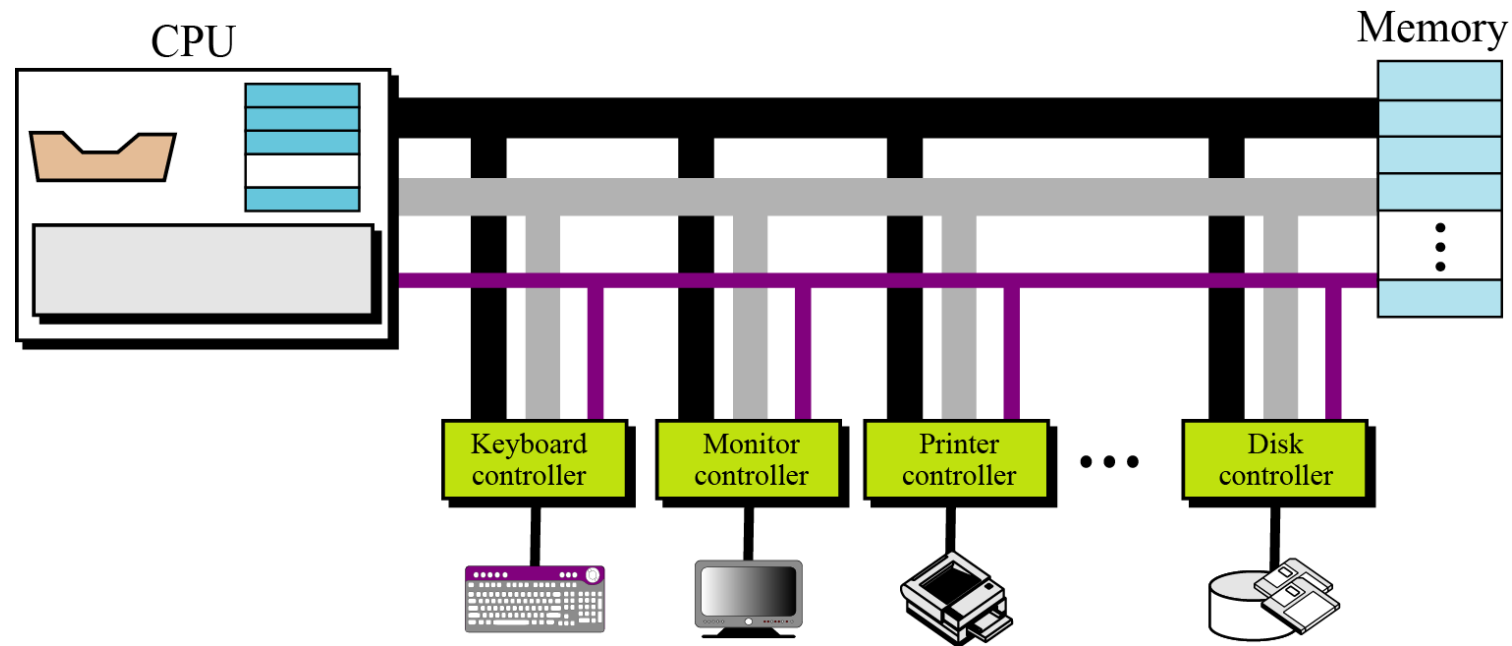 CPU
Memory
Keyboard
controller
Monitor
controller
Printer
controller
Disk
controller